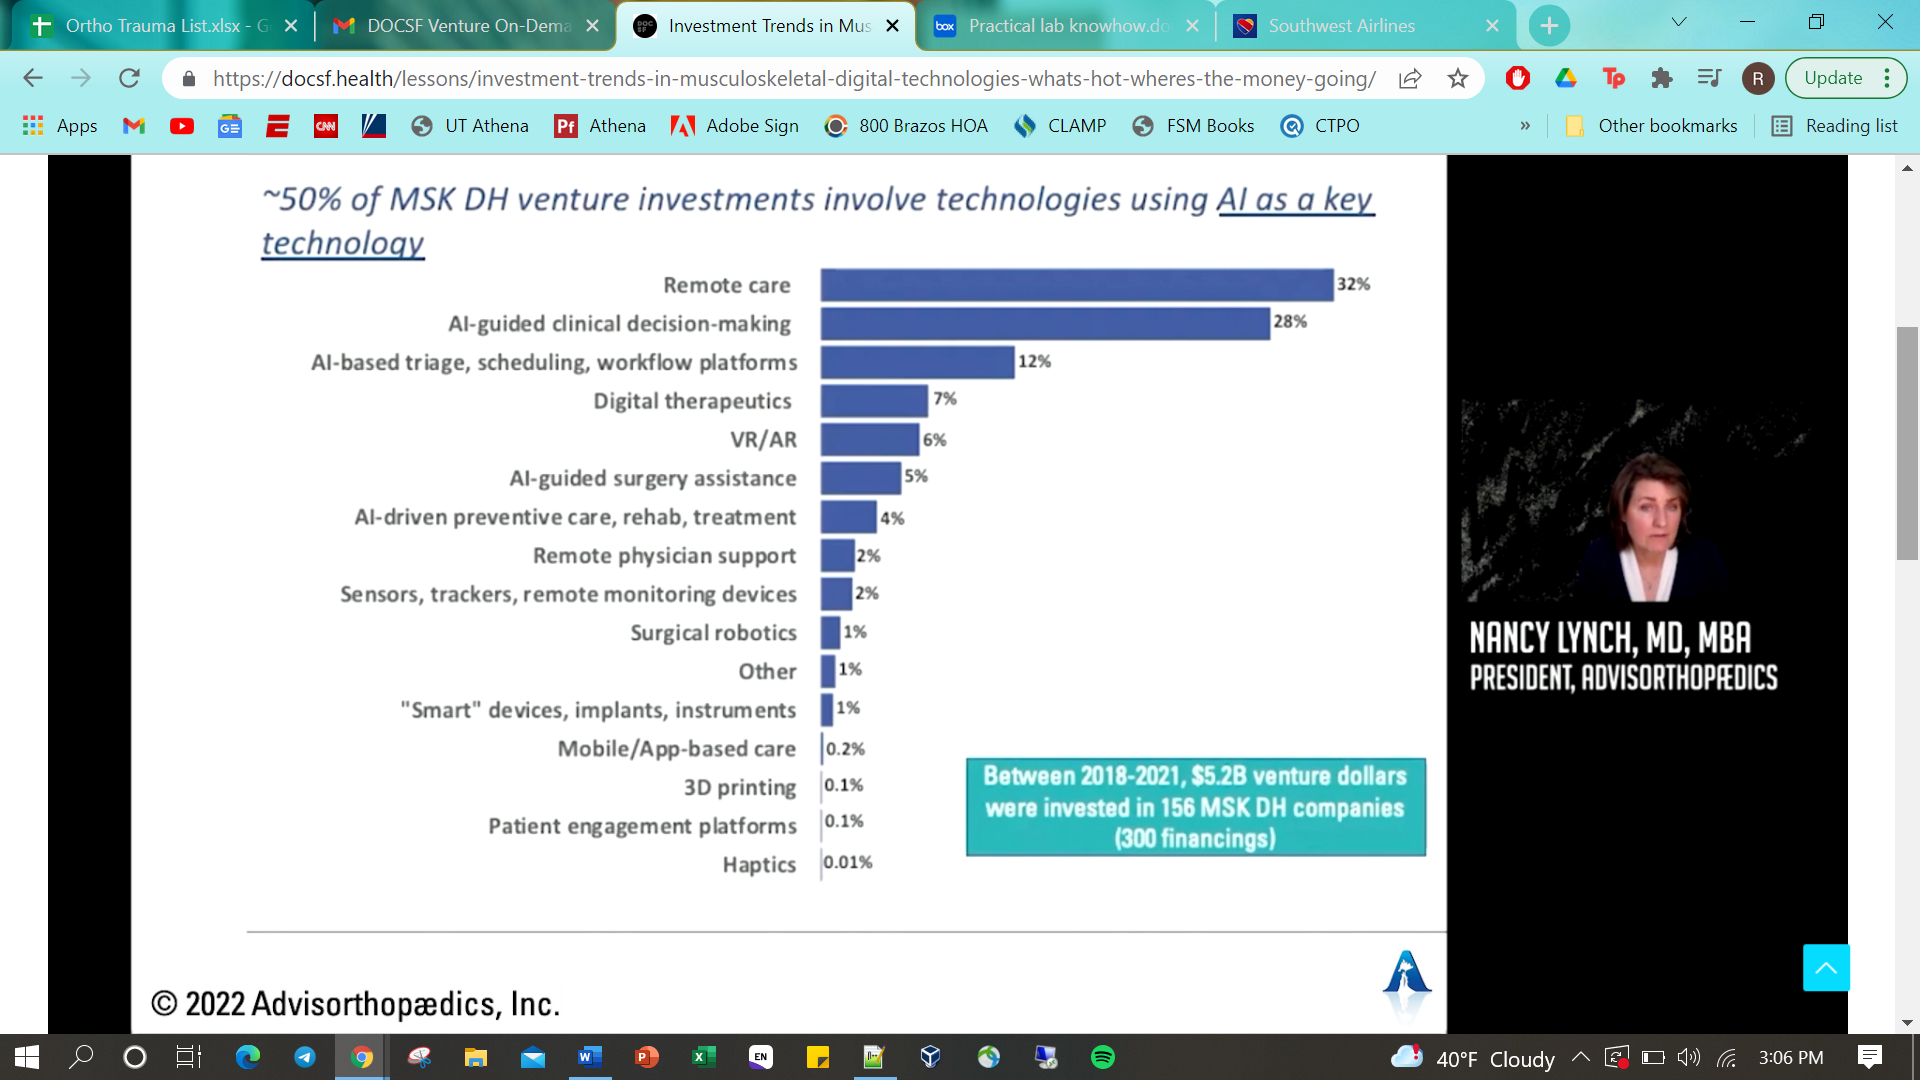 Ortho Trauma List.xlsx - G
DOCSF Venture On-Dema
Investment Trends in Mus
box
Practical lab knowhow.do
Southwest Airlines
https://docsf.health/lessons/investment-trends-in-musculoskeletal-digital-technologies-whats-hot-wheres-the-money-going/
Tp
R
Update
Apps
GE
E
CNN
UT Athena
Pf
Athena
Adobe Sign
800 Brazos HOA
CLAMP
FSM Books
CTPO
»
Other bookmarks
Reading list
~50% of MSK DH venture investments involve technologies using AI as a key
technology
Remote care 32%
AI-guided clinical decision-making 28%
AI-based triage, scheduling, workflow platforms 12%
Digital therapeutics 7%
VR/AR 6%
AI-guided surgery assistance 5%
AI-driven preventive care, rehab, treatment 4%
Remote physician support 2%
Sensors, trackers, remote monitoring devices 2%
Surgical robotics 1%
Other 1%
"Smart" devices, implants, instruments 1%
Mobile/App-based care 0.2%
3D printing 0.1%
Patient engagement platforms 0.1%
Haptics 0.01%
Between 2018-2021, $5.2B venture dollars
were invested in 156 MSK DH companies
(300 financings)
NANCY LYNCH, MD, MBA
PRESIDENT, ADVISORTHOPÆDICS
© 2022 Advisorthopædics, Inc.
EN
40°F Cloudy
3:06 PM